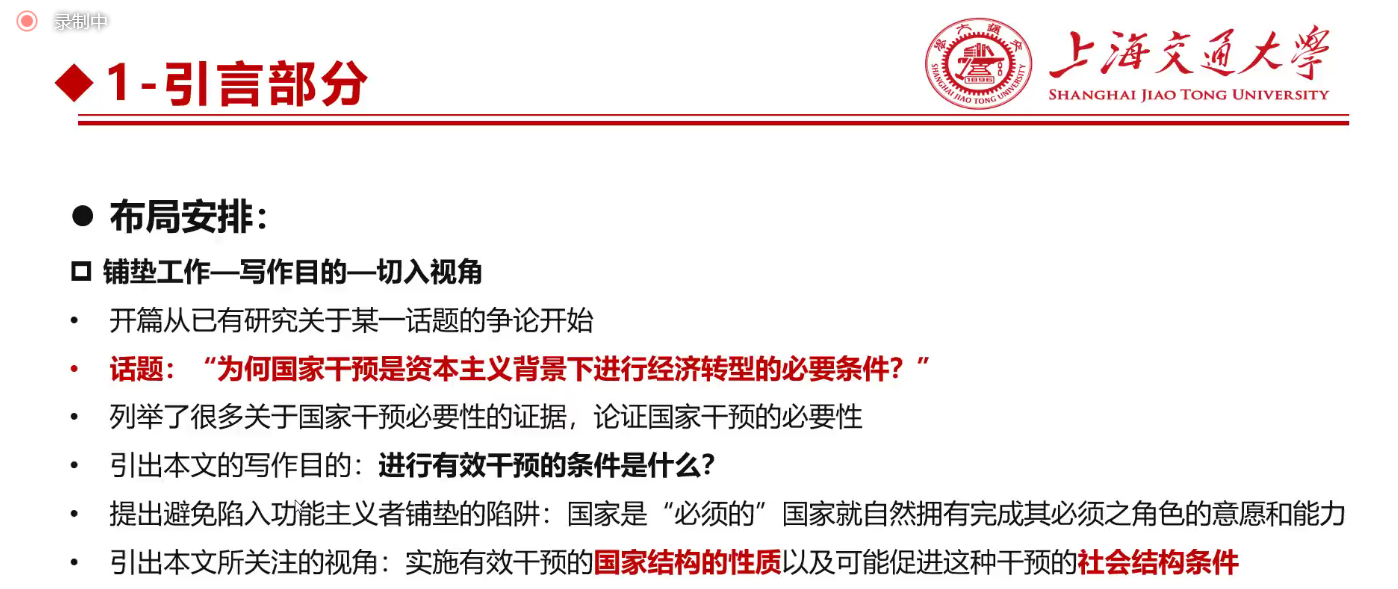 录制中
◆1-引言部分
上海交通大学
SHANGHAI JIAO TONG UNIVERSITY
1896
SHANGHAI JIAO TONG UNIVERSITY
● 布局安排：
铺垫工作—写作目的—切入视角
• 开篇从已有研究关于某一话题的争论开始
• 话题：“为何国家干预是资本主义背景下进行经济转型的必要条件？”
• 列举了很多关于国家干预必要性的证据，论证国家干预的必要性
• 引出本文的写作目的：进行有效干预的条件是什么？
• 提出避免陷入功能主义者铺垫的陷阱：国家是“必须的”国家就自然拥有完成其必须之角色的意愿和能力
• 引出本文所关注的视角：实施有效干预的国家结构的性质以及可能促进这种干预的社会结构条件